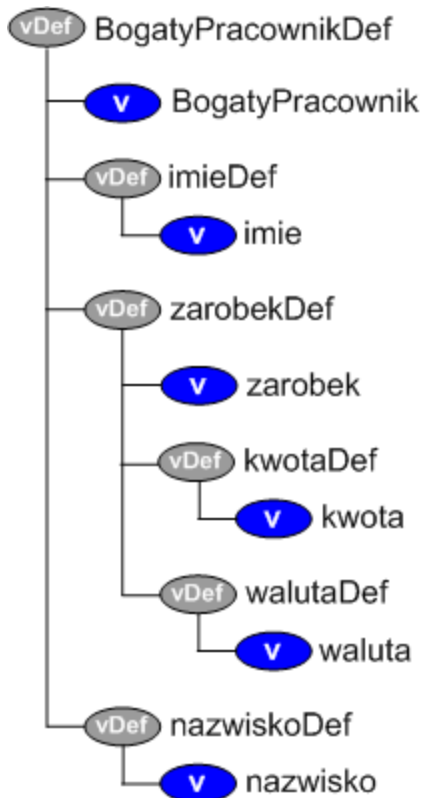 vDef BogatyPracownikDef
v BogatyPracownik
vDef imieDef
v imie
vDef zarobekDef
v zarobek
vDef kwotaDef
v kwota
vDef walutaDef
v waluta
vDef nazwiskoDef
v nazwisko